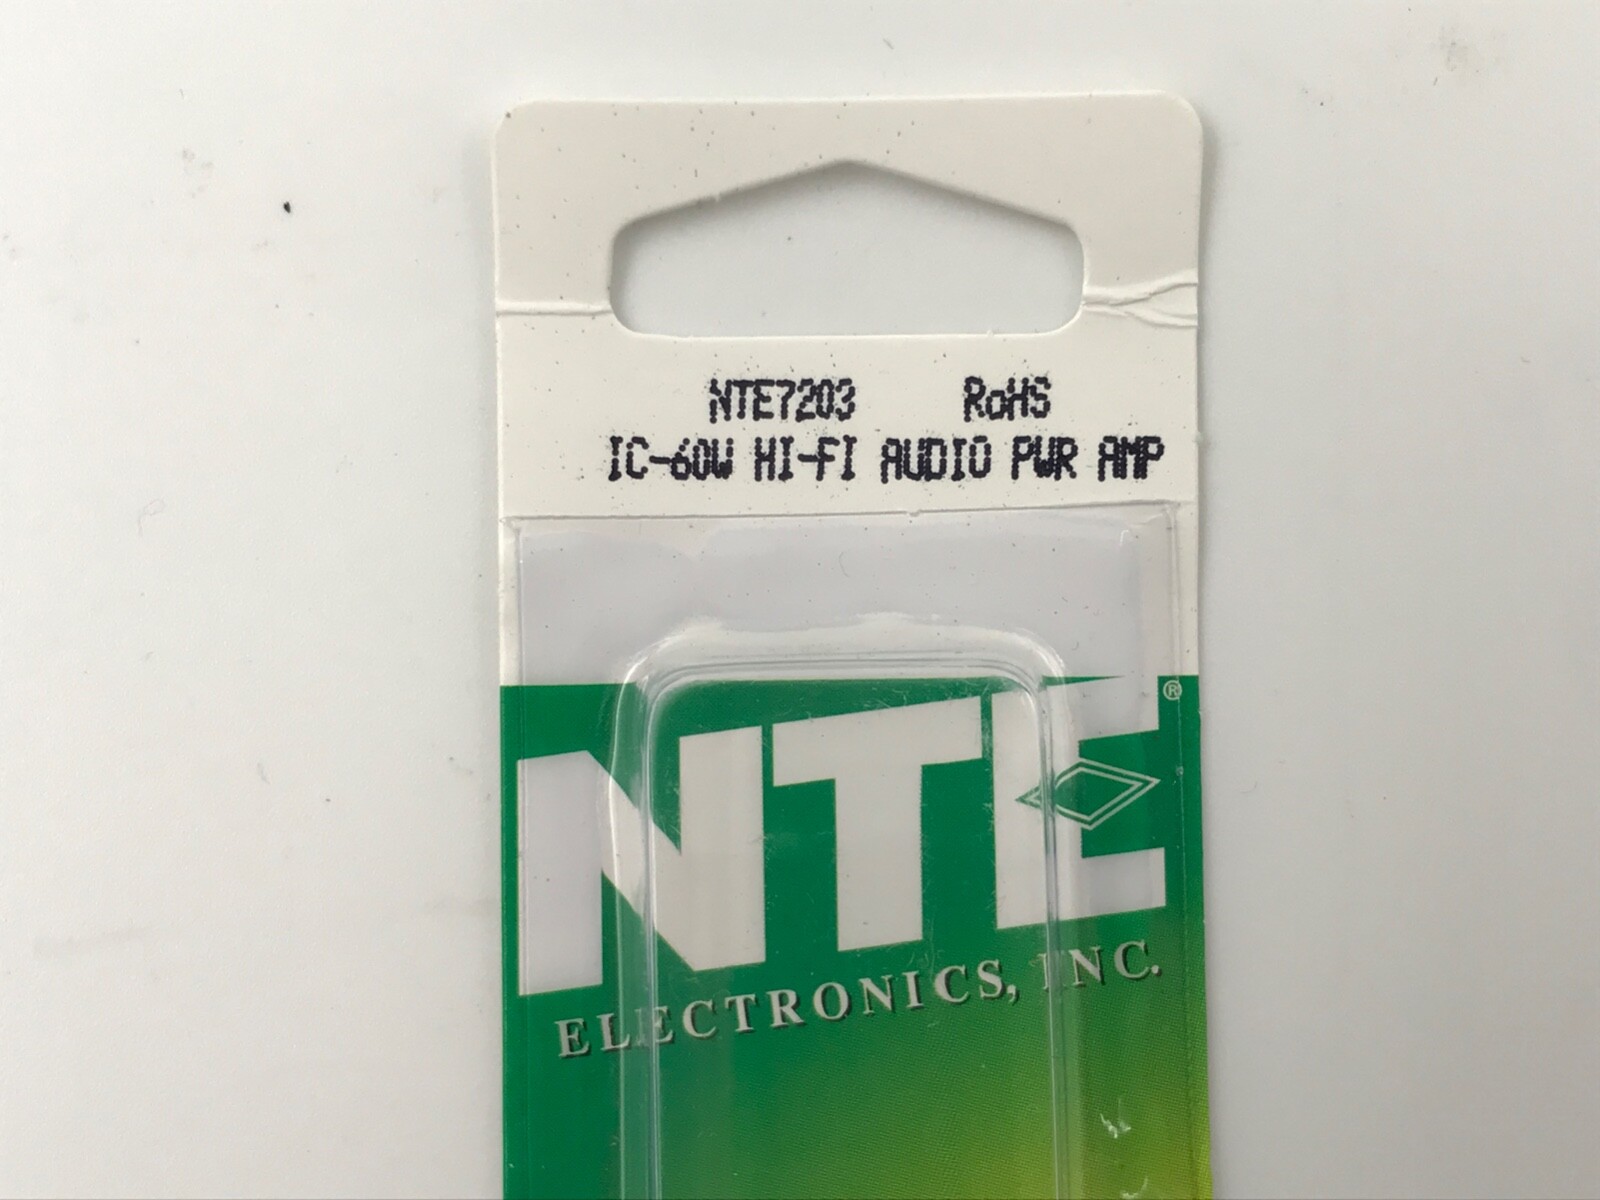 NTE7203 RoHS
IC-60W HI-FI AUDIO PWR AMP
NTE®
ELECTRONICS, INC.